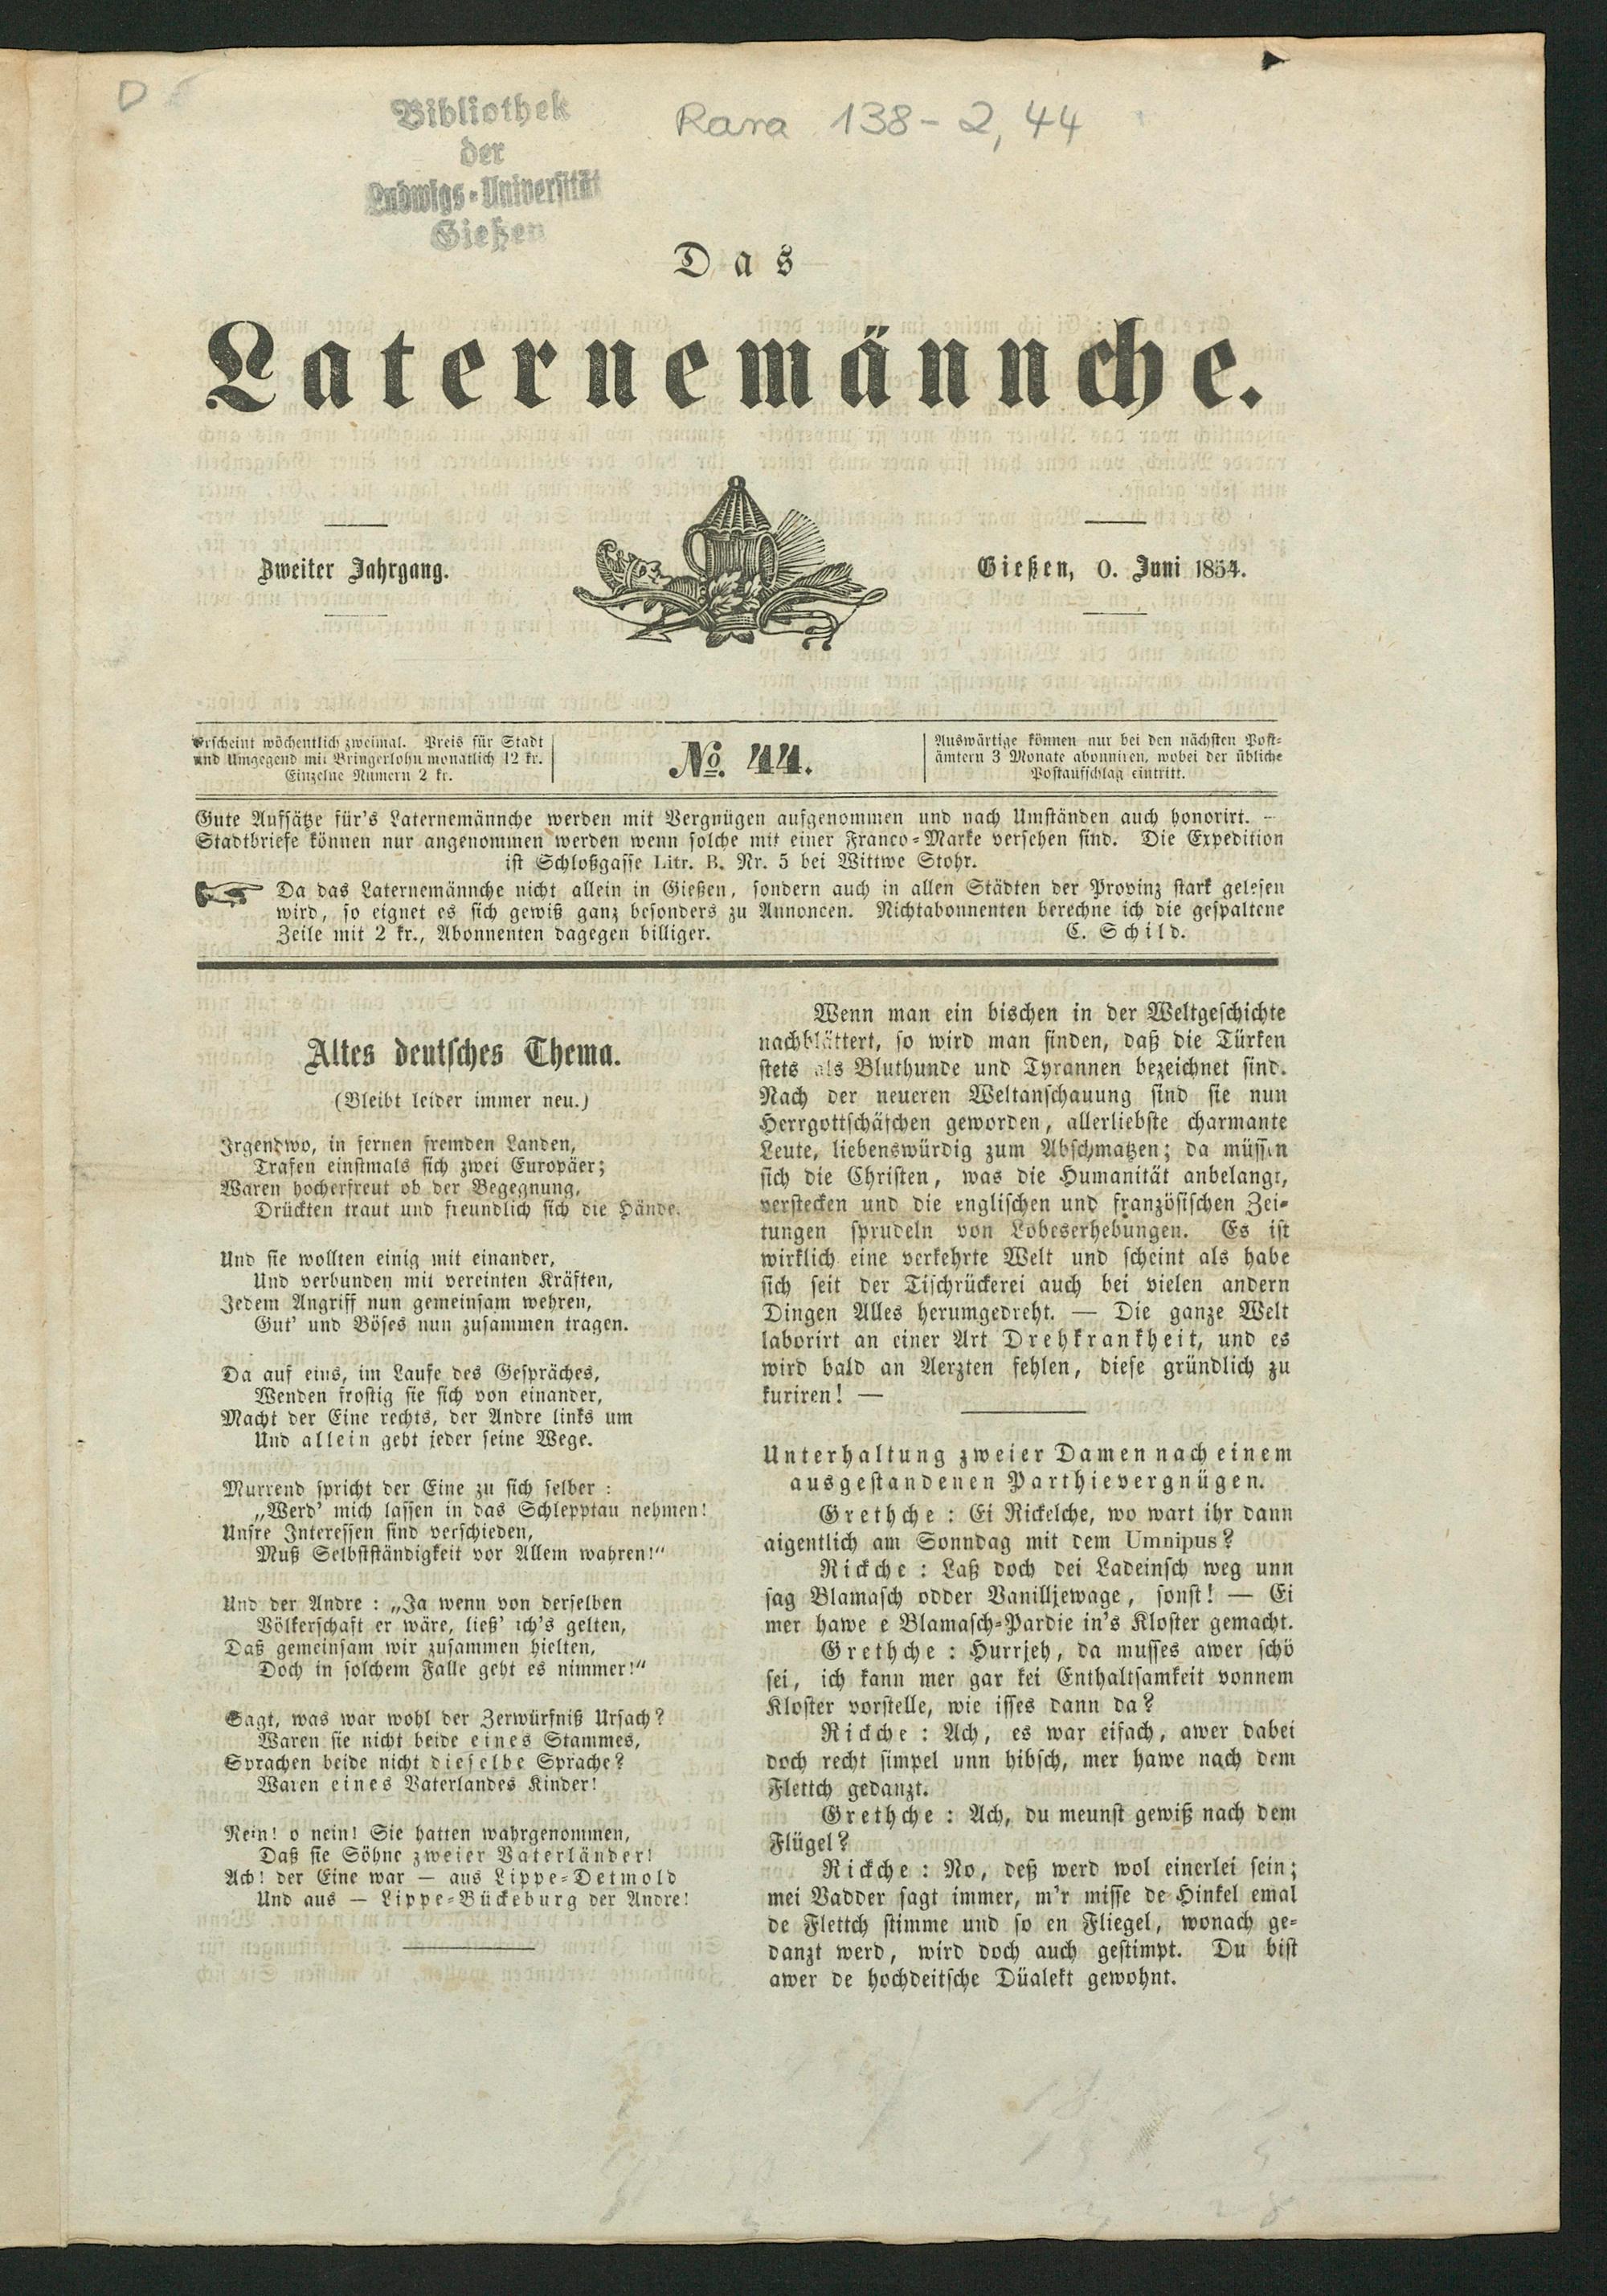 D
Bibliothek
der
Ludwigs-Universität
Gießen
Rara 138-2, 44
Das
Laternemännche.
Zweiter Jahrgang.
Gießen, 0. Juni 1854.
Erscheint wöchentlich zweimal. Preis für Stadt
und Umgegend mit Bringerlohn monatlich 12 kr.
Einzelne Numern 2 kr.
No. 44.
Auswärtige können nur bei den nächsten Post-
ämtern 3 Monate abonniren, wobei der übliche
Postaufschlag eintritt.
Gute Aufsätze für's Laternemännche werden mit Vergnügen aufgenommen und nach Umständen auch honorirt. —
Stadtbriefe können nur angenommen werden wenn solche mit einer Franco-Marke versehen sind. Die Expedition
ist Schloßgasse Litr. B. Nr. 5 bei Wittwe Stohr.
☞ Da das Laternemännche nicht allein in Gießen, sondern auch in allen Städten der Provinz stark gelesen
wird, so eignet es sich gewiß ganz besonders zu Annoncen. Nichtabonnenten berechne ich die gespaltene
Zeile mit 2 kr., Abonnenten dagegen billiger. C. Schild.
Altes deutsches Thema.
(Bleibt leider immer neu.)
Irgendwo, in fernen fremden Landen,
Trafen einstmals sich zwei Europäer;
Waren hocherfreut ob der Begegnung,
Drückten traut und freundlich sich die Hände.
Und sie wollten einig mit einander,
Und verbunden mit vereinten Kräften,
Jedem Angriff nun gemeinsam wehren,
Gut' und Böses nun zusammen tragen.
Da auf eins, im Laufe des Gespräches,
Wenden frostig sie sich von einander,
Macht der Eine rechts, der Andre links um
Und allein geht jeder seine Wege.
Murrend spricht der Eine zu sich selber :
„Werd' mich lassen in das Schlepptau nehmen!
Unsre Interessen sind verschieden,
Muß Selbstständigkeit vor Allem wahren!“
Und der Andre : „Ja wenn von derselben
Völkerschaft er wäre, ließ' ich's gelten,
Daß gemeinsam wir zusammen hielten,
Doch in solchem Falle geht es nimmer!“
Sagt, was war wohl der Zerwürfniß Ursach?
Waren sie nicht beide eines Stammes,
Sprachen beide nicht dieselbe Sprache?
Waren eines Vaterlandes Kinder!
Nein! o nein! Sie hatten wahrgenommen,
Daß sie Söhne zweier Vaterländer!
Ach! der Eine war — aus Lippe-Detmold
Und aus — Lippe-Bückeburg der Andre!
Wenn man ein bischen in der Weltgeschichte
nachblättert, so wird man finden, daß die Türken
stets als Bluthunde und Tyrannen bezeichnet sind.
Nach der neueren Weltanschauung sind sie nun
Herrgottschäfchen geworden, allerliebste charmante
Leute, liebenswürdig zum Abschmatzen; da müssen
sich die Christen, was die Humanität anbelangt,
verstecken und die englischen und französischen Zei-
tungen sprudeln von Lobeserhebungen. Es ist
wirklich eine verkehrte Welt und scheint als habe
sich seit der Tischrückerei auch bei vielen andern
Dingen Alles herumgedreht. — Die ganze Welt
laborirt an einer Art Drehkrankheit, und es
wird bald an Aerzten fehlen, diese gründlich zu
kuriren! —
Unterhaltung zweier Damen nach einem
ausgestandenen Parthievergnügen.
Grethche : Ei Rickelche, wo wart ihr dann
aigentlich am Sonndag mit dem Umnipus?
Rickche : Laß doch dei Ladeinsch weg unn
sag Blamasch odder Vanilljewage, sonst! — Ei
mer hawe e Blamasch-Pardie in's Kloster gemacht.
Grethche : Hurrjeh, da musses awer schö
sei, ich kann mer gar kei Enthaltsamkeit vonnem
Kloster vorstelle, wie isses dann da?
Rickche : Ach, es war eifach, awer dabei
doch recht simpel unn hibsch, mer hawe nach dem
Flettch gedanzt.
Grethche : Ach, du meunst gewiß nach dem
Flügel?
Rickche : No, deß werd wol einerlei sein;
mei Vadder sagt immer, m'r misse de Hinkel emal
de Flettch stimme und so en Fliegel, wonach ge-
danzt werd, wird doch auch gestimpt. Du bist
awer de hochdeitsche Düalekt gewohnt.